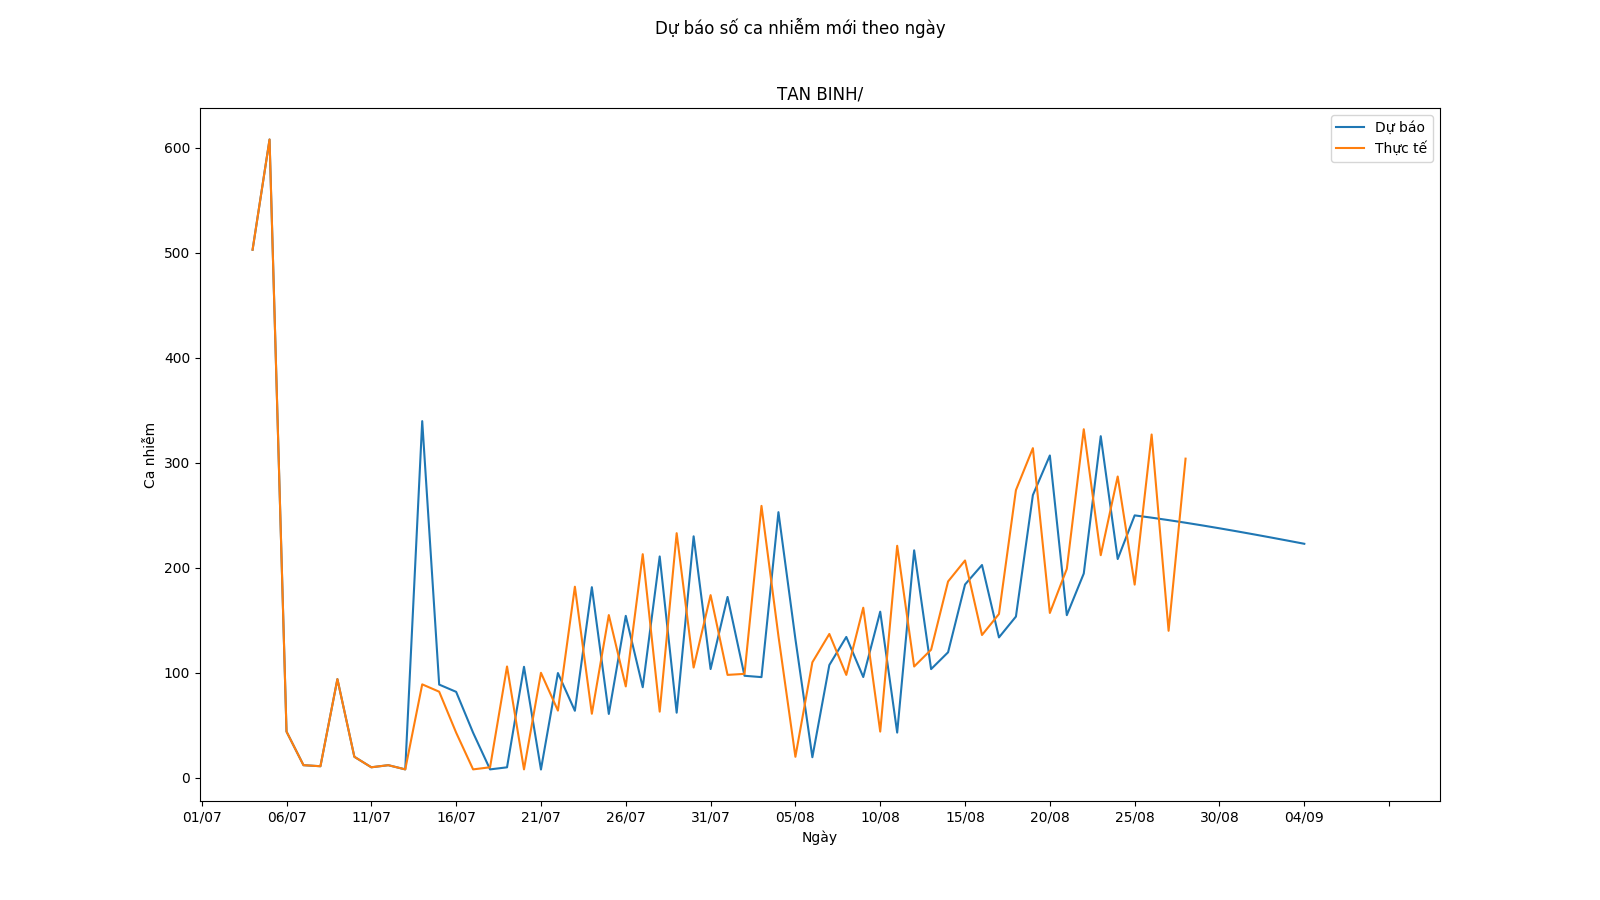 Dự báo số ca nhiễm mới theo ngày
TAN BINH/
Dự báo
Thực tế
600
500
400
300
200
100
0
Ca nhiễm
01/07 06/07 11/07 16/07 21/07 26/07 31/07 05/08 10/08 15/08 20/08 25/08 30/08 04/09
Ngày